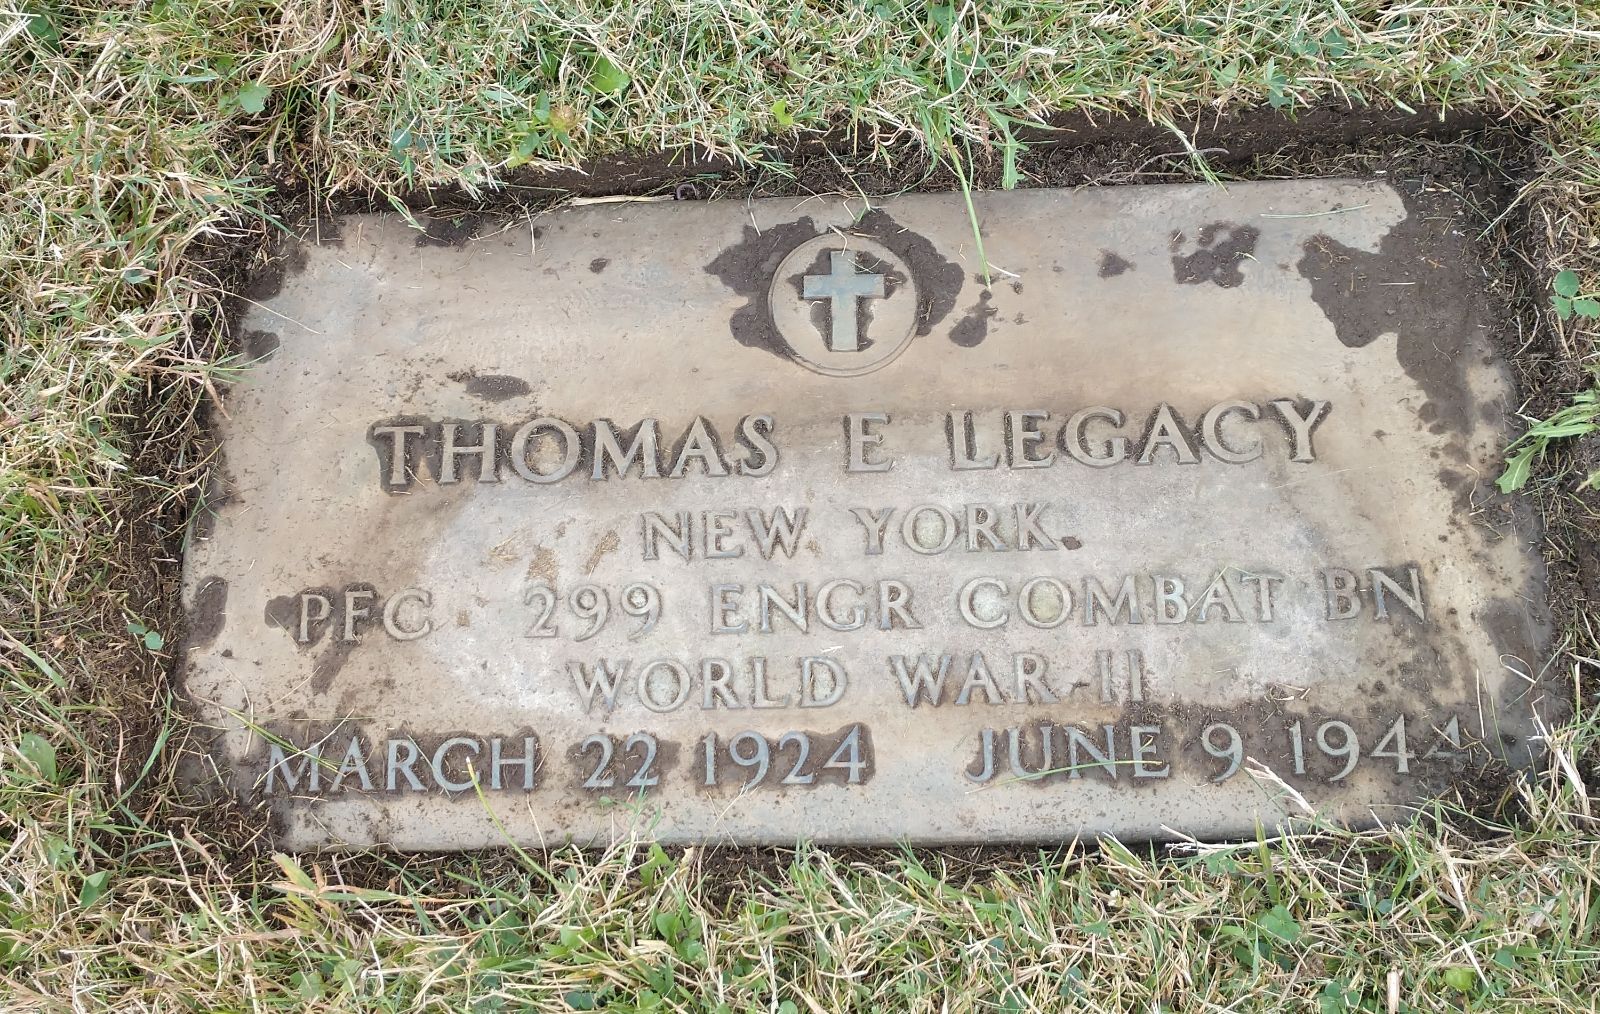 THOMAS E LEGACY
NEW YORK
PFC 299 ENGR COMBAT BN
WORLD WAR II
MARCH 22 1924 JUNE 9 1944